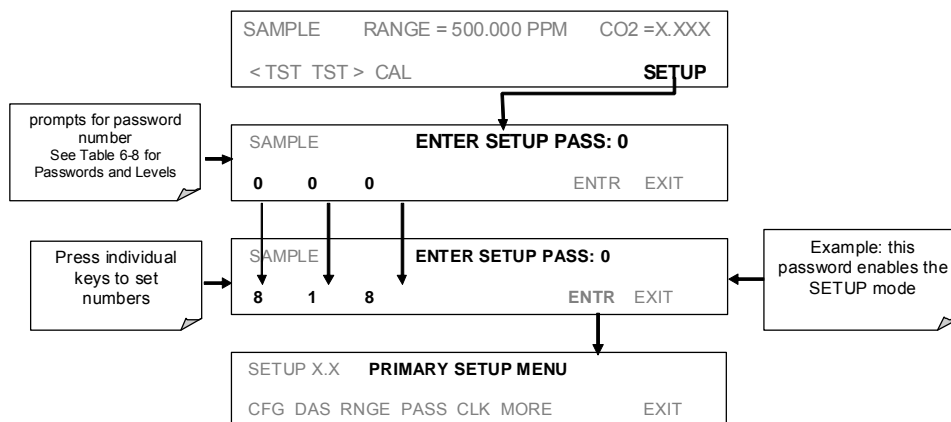 SAMPLE RANGE = 500.000 PPM CO2 =X.XXX
< TST TST > CAL SETUP
prompts for password
number
See Table 6-8 for
Passwords and Levels
SAMPLE ENTER SETUP PASS: 0
0 0 0 ENTR EXIT
Press individual
keys to set
numbers
SAMPLE ENTER SETUP PASS: 0
8 1 8 ENTR EXIT
Example: this
password enables the
SETUP mode
SETUP X.X PRIMARY SETUP MENU
CFG DAS RNGE PASS CLK MORE EXIT